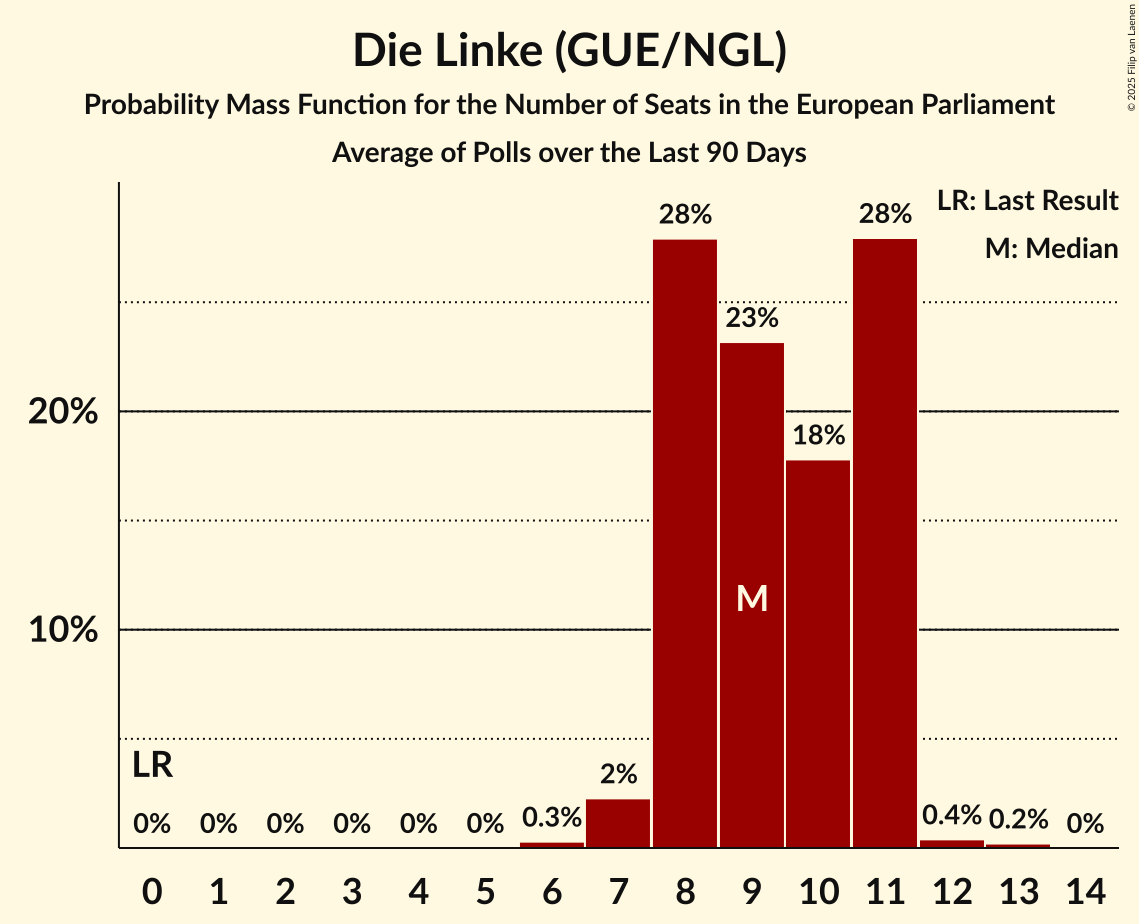 Die Linke (GUE/NGL)
Probability Mass Function for the Number of Seats in the European Parliament
Average of Polls over the Last 90 Days
© 2025 Filip van Laenen
LR: Last Result
M: Median
28%
28%
23%
20%
18%
M
10%
LR
2%
0% 0% 0% 0% 0% 0% 0.3% 0.4% 0.2% 0%
0 1 2 3 4 5 6 7 8 9 10 11 12 13 14